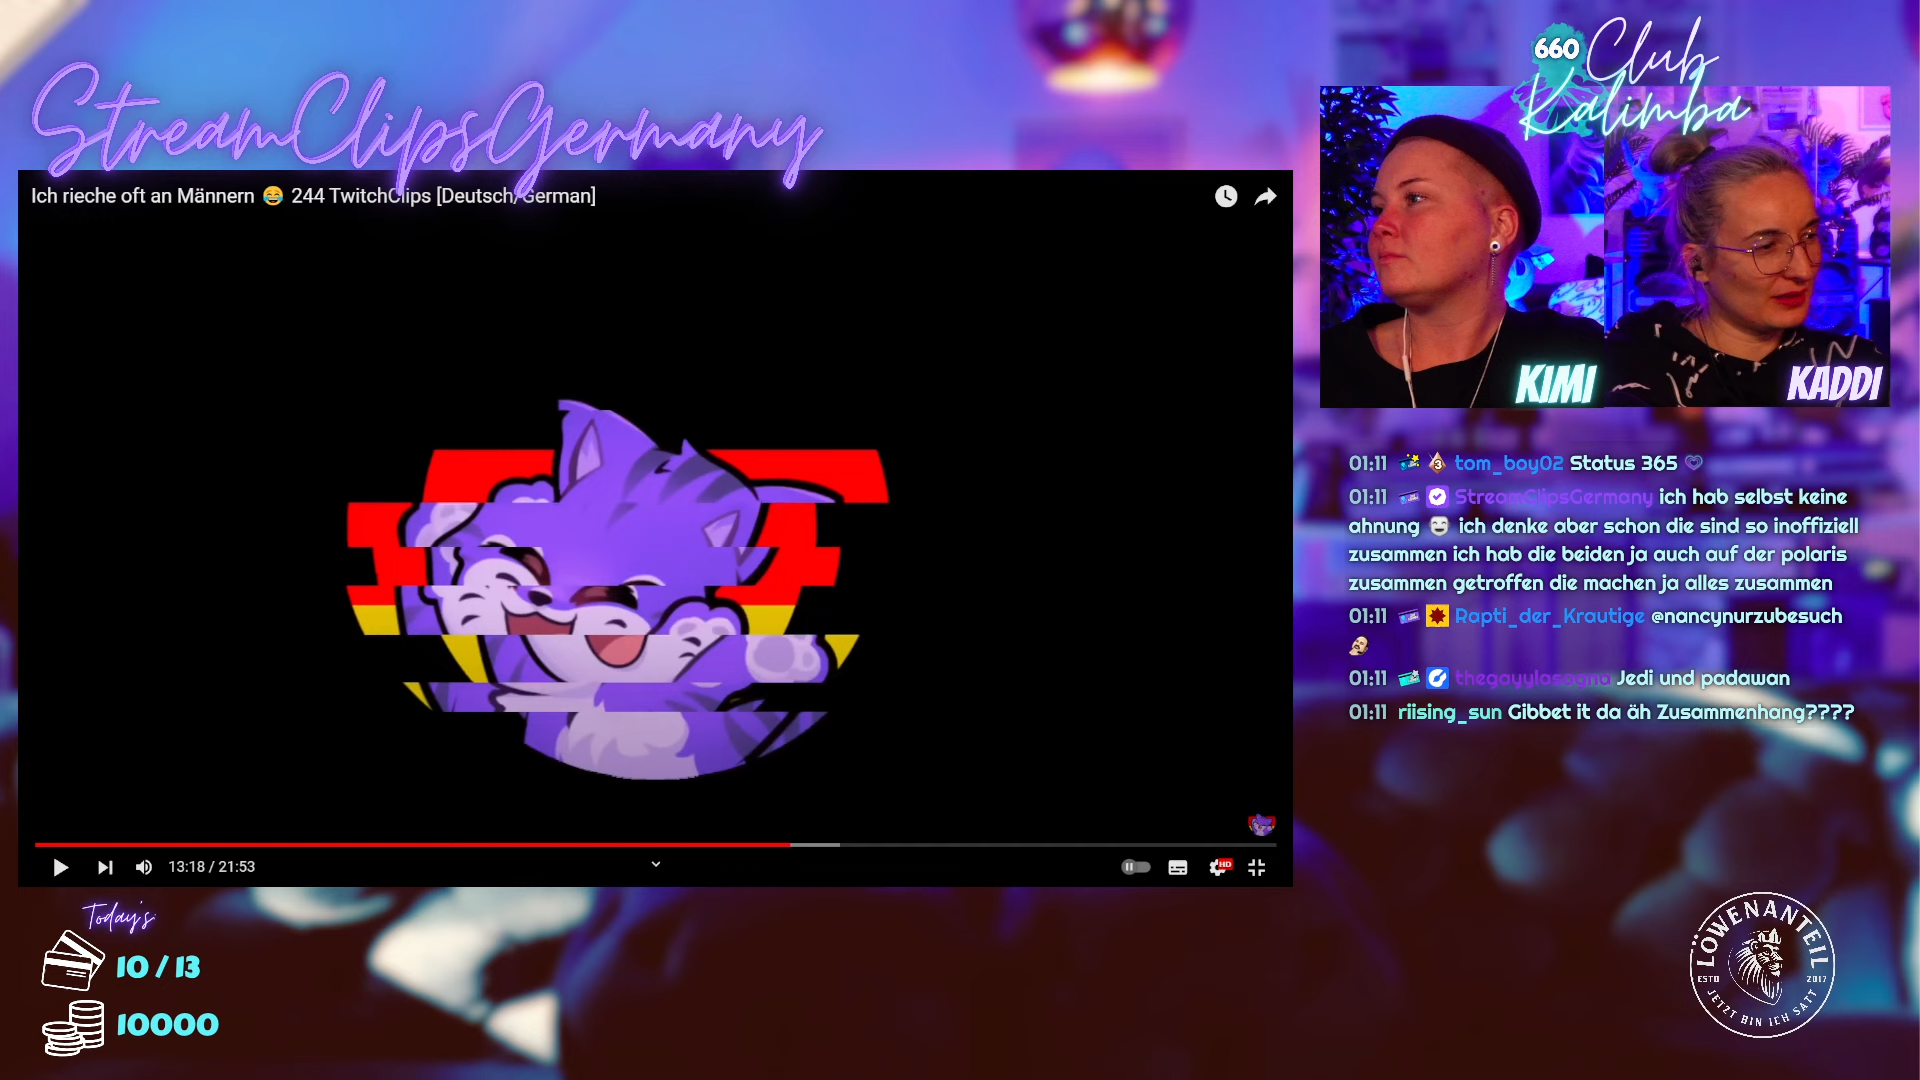 StreamClipsGermany
Ich rieche oft an Männern 😂 244 TwitchClips [Deutsch/German]
13:18 / 21:53
HD
660 Club
Kalimba
KIMI
KADDI
01:11 tom_boy02 Status 365
01:11 StreamClipsGermany ich hab selbst keine
ahnung 😁 ich denke aber schon die sind so inoffiziell
zusammen ich hab die beiden ja auch auf der polaris
zusammen getroffen die machen ja alles zusammen
01:11 Rapti_der_Krautige @nancynurzubesuch
01:11 thegayylasagna Jedi und padawan
01:11 riising_sun Gibbet it da äh Zusammenhang????
Today's
10 / 13
10000
LÖWENANTEIL
ESTD 2017
JETZT BIN ICH SATT